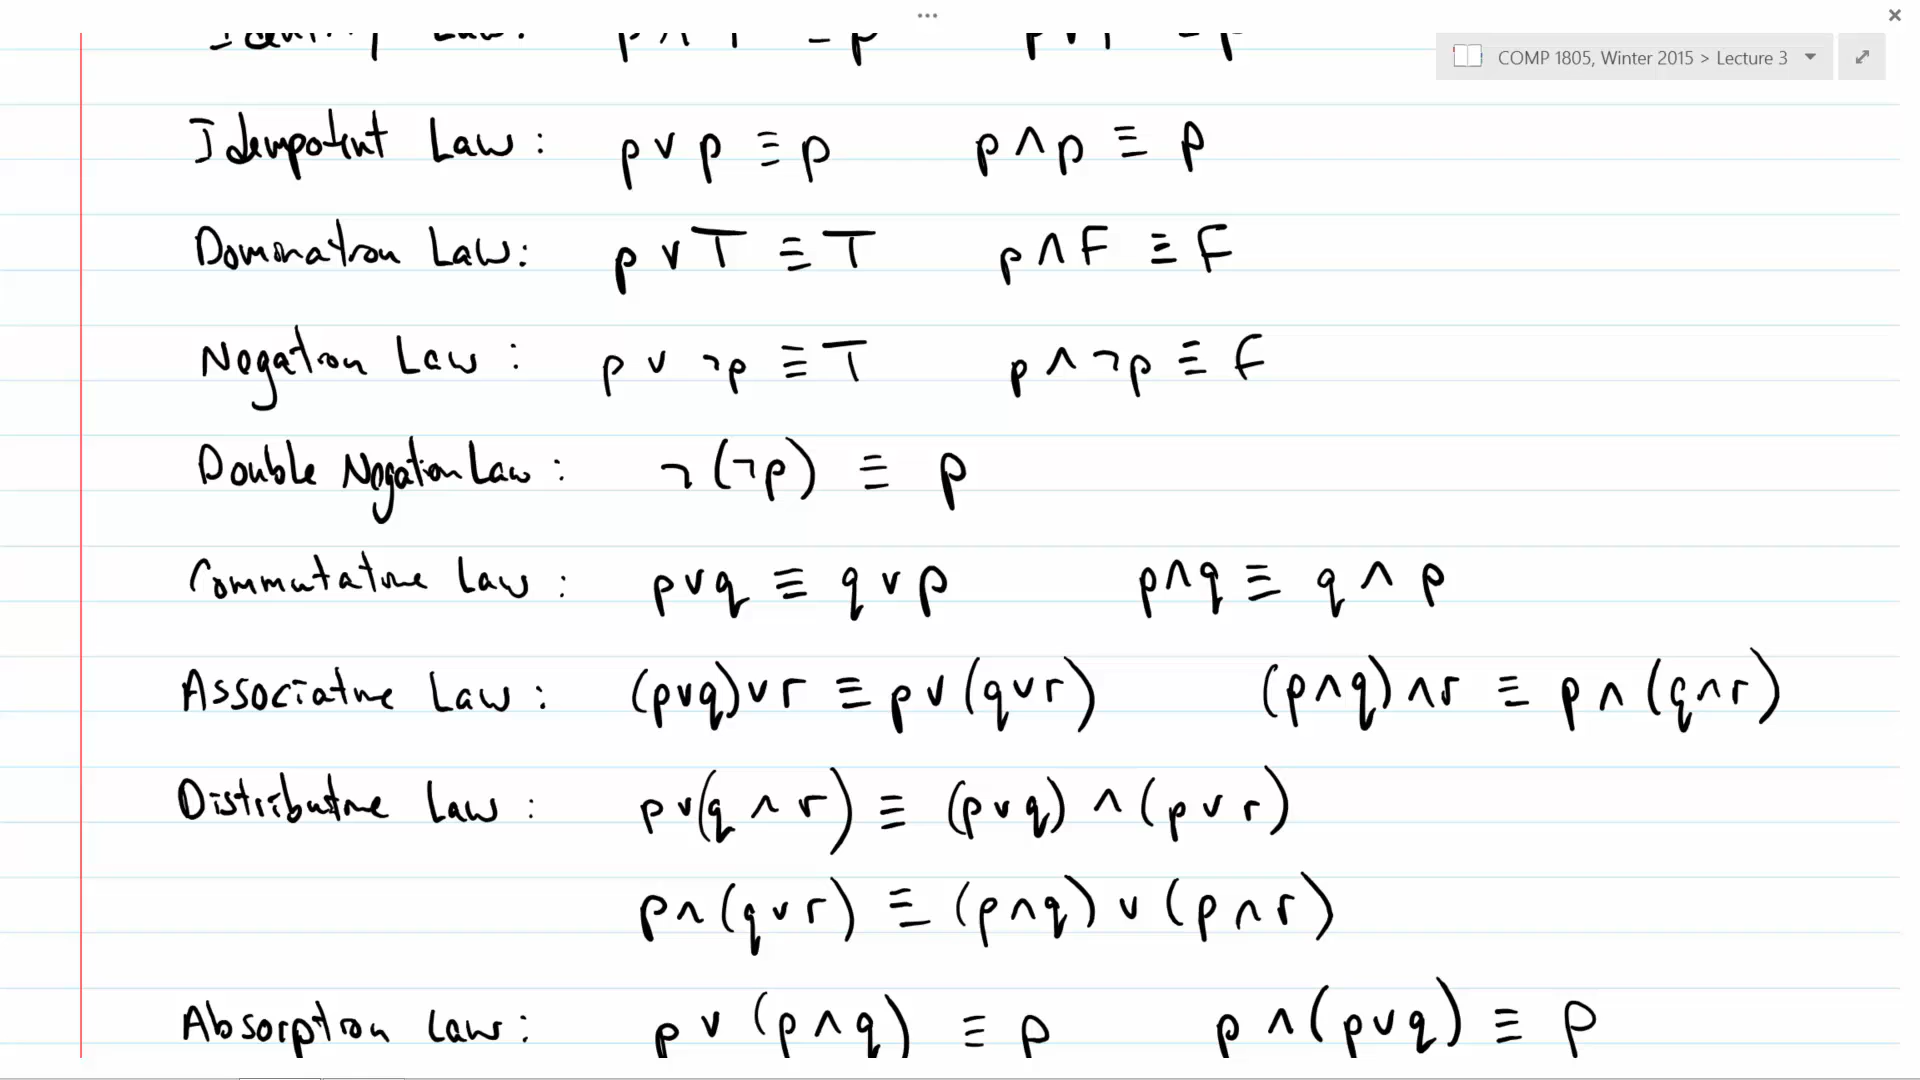 COMP 1805, Winter 2015 > Lecture 3
Idempotent Law: p ∨ p ≡ p p ∧ p ≡ p
Domination Law: p ∨ T ≡ T p ∧ F ≡ F
Negation Law: p ∨ ¬p ≡ T p ∧ ¬p ≡ F
Double Negation Law: ¬(¬p) ≡ p
Commutative Law: p ∨ q ≡ q ∨ p p ∧ q ≡ q ∧ p
Associative Law: (p ∨ q) ∨ r ≡ p ∨ (q ∨ r) (p ∧ q) ∧ r ≡ p ∧ (q ∧ r)
Distributive Law: p ∨ (q ∧ r) ≡ (p ∨ q) ∧ (p ∨ r)
p ∧ (q ∨ r) ≡ (p ∧ q) ∨ (p ∧ r)
Absorption Law: p ∨ (p ∧ q) ≡ p p ∧ (p ∨ q) ≡ p